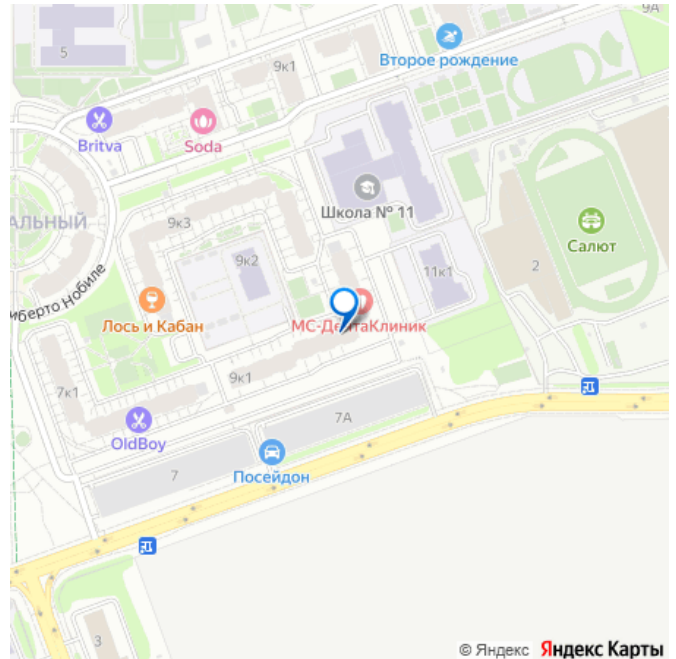 9А
5
Второе рождение
9к1
Britva
Soda
Школа № 11
АЛЬНЫЙ
9к3
Салют
9к2
11к1
2
иберто Нобиле
Лось и Кабан
МС-ДентаКлиник
9к1
7к1
7А
OldBoy
7
Посейдон
3
© Яндекс Яндекс Карты